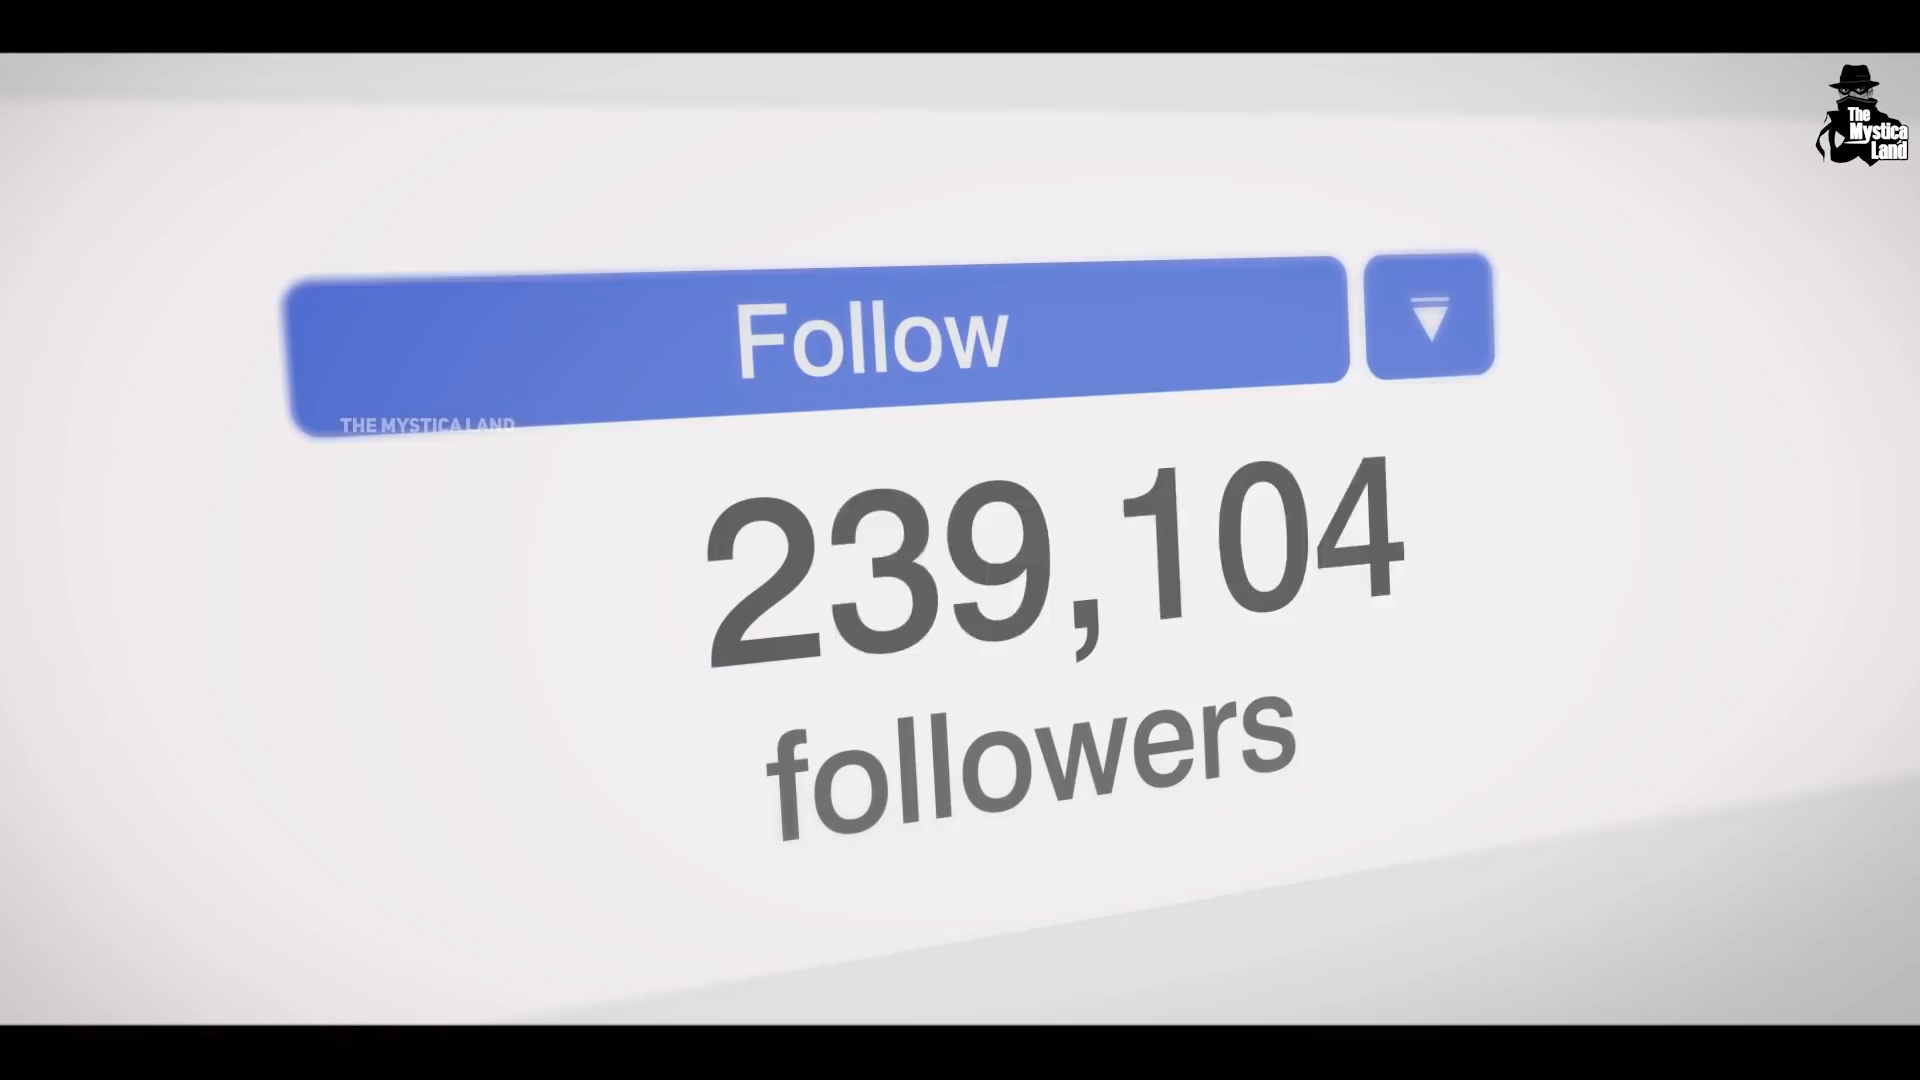 The
Mystica
Land
Follow
THE MYSTICA LAND
239,104
followers